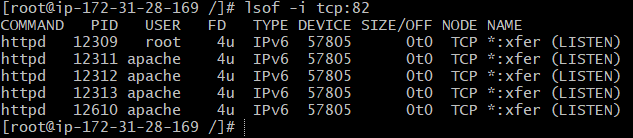 [root@ip-172-31-28-169 /]# lsof -i tcp:82
COMMAND   PID   USER   FD   TYPE DEVICE SIZE/OFF NODE NAME
httpd   12309   root    4u  IPv6  57805      0t0  TCP *:xfer (LISTEN)
httpd   12311 apache    4u  IPv6  57805      0t0  TCP *:xfer (LISTEN)
httpd   12312 apache    4u  IPv6  57805      0t0  TCP *:xfer (LISTEN)
httpd   12313 apache    4u  IPv6  57805      0t0  TCP *:xfer (LISTEN)
httpd   12610 apache    4u  IPv6  57805      0t0  TCP *:xfer (LISTEN)
[root@ip-172-31-28-169 /]#